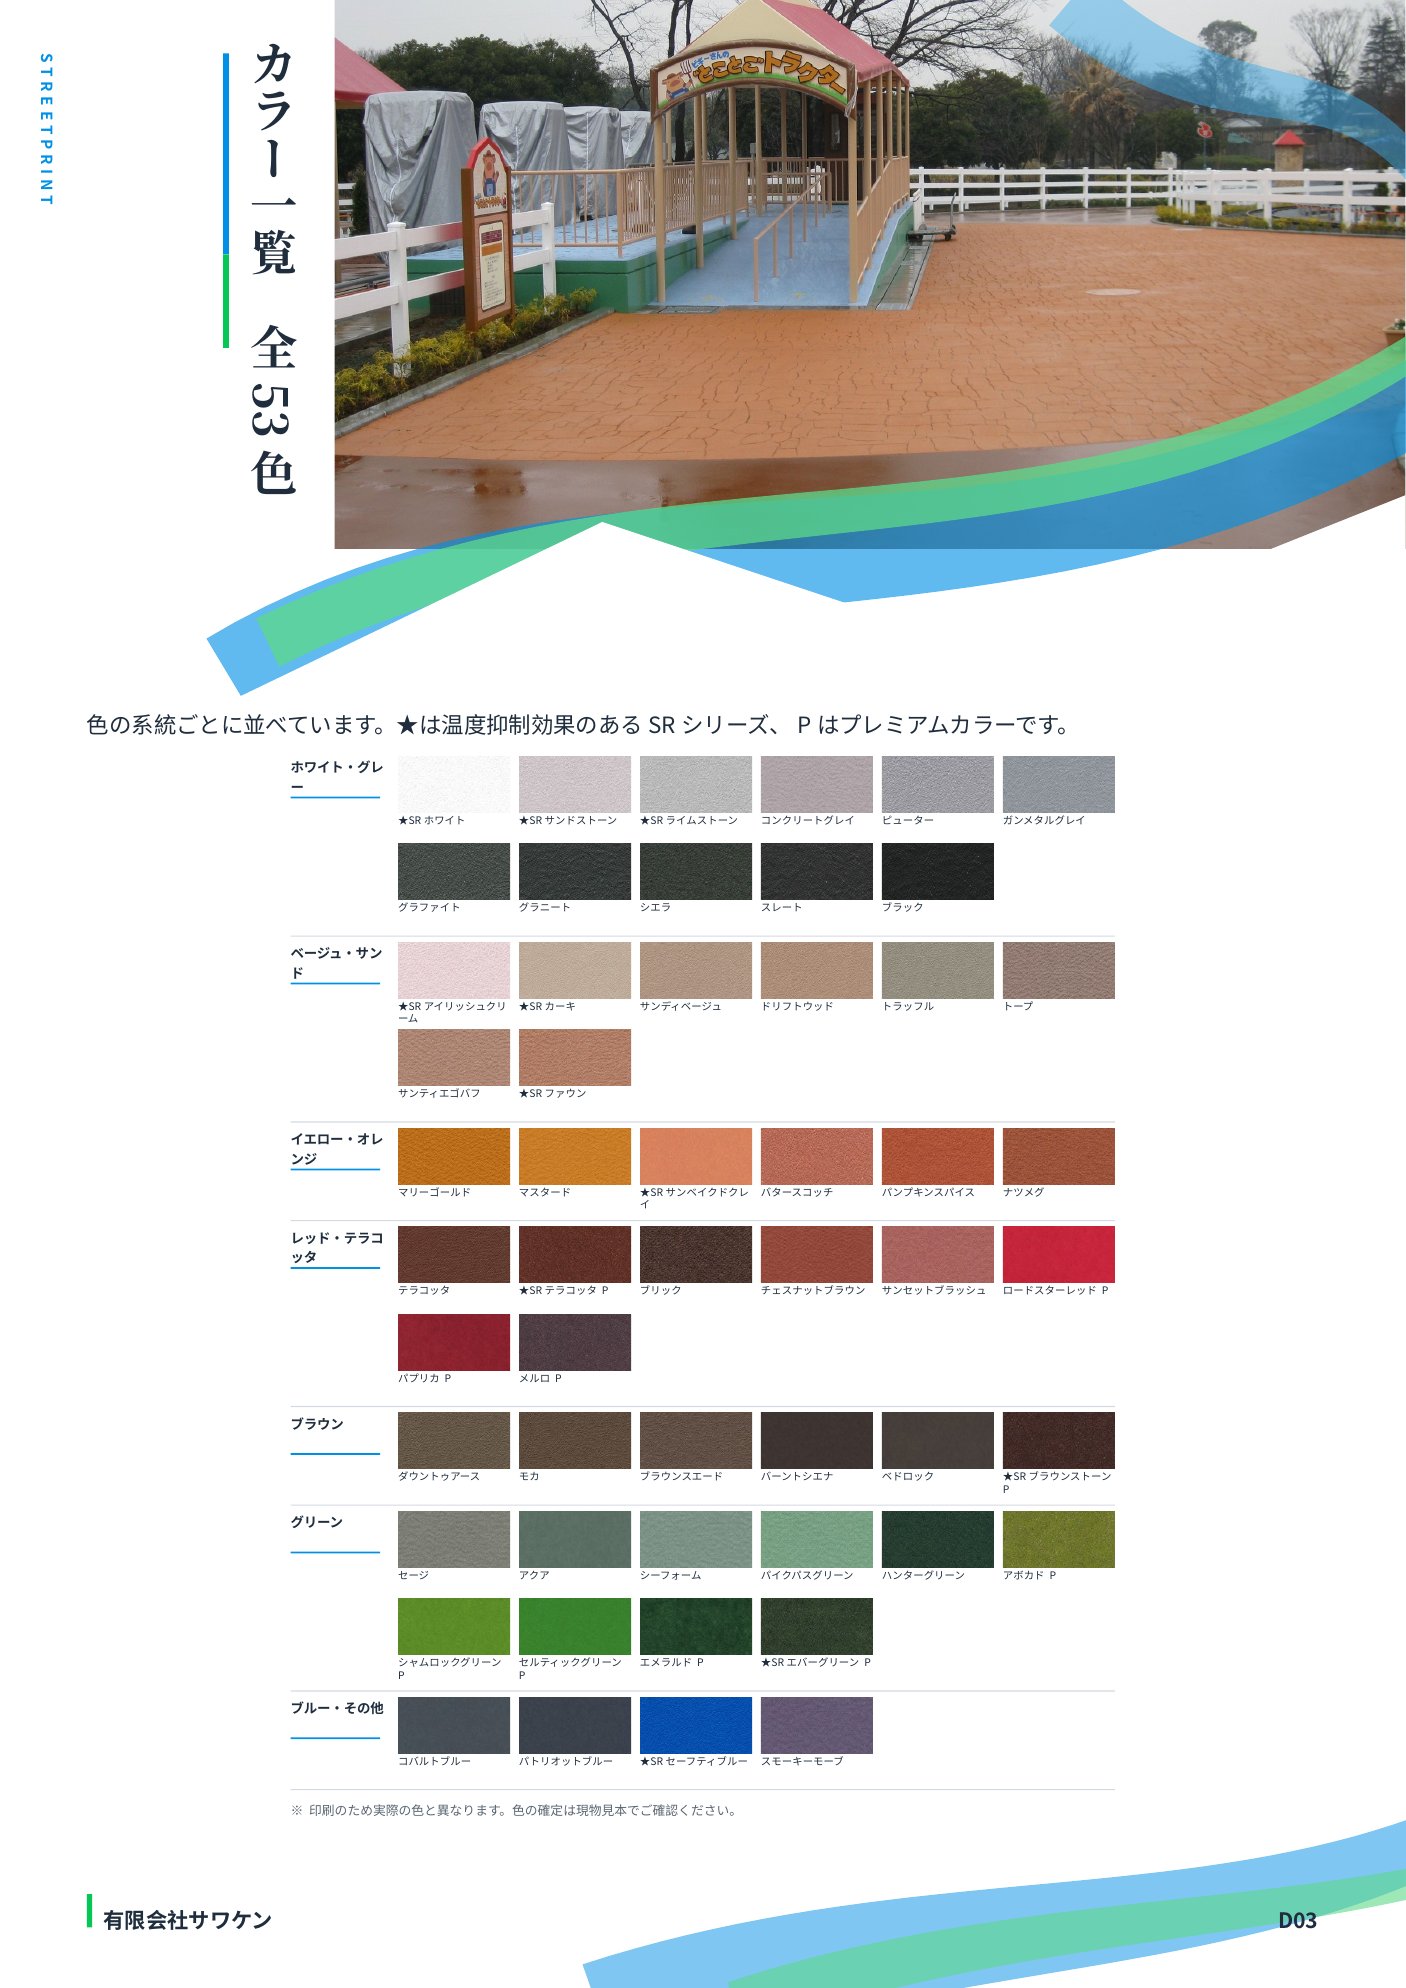 STREETPRINT
カラー一覧　全53色
どきーさんの
とことこトラクター
色の系統ごとに並べています。★は温度抑制効果のある SR シリーズ、 P はプレミアムカラーです。
ホワイト・グレ
ー
★SR ホワイト ★SR サンドストーン ★SR ライムストーン コンクリートグレイ ピューター ガンメタルグレイ
グラファイト グラニート シエラ スレート ブラック
ベージュ・サン
ド
★SR アイリッシュクリ
ーム
★SR カーキ サンディベージュ ドリフトウッド トラッフル トープ
サンティエゴバフ ★SR ファウン
イエロー・オレ
ンジ
マリーゴールド マスタード
★SR サンベイクドクレ
イ
バタースコッチ パンプキンスパイス ナツメグ
レッド・テラコ
ッタ
テラコッタ ★SR テラコッタ P ブリック チェスナットブラウン サンセットブラッシュ ロードスターレッド P
パプリカ P メルロ P
ブラウン
ダウントゥアース モカ ブラウンスエード バーントシエナ ベドロック
★SR ブラウンストーン
P
グリーン
セージ アクア シーフォーム バイクパスグリーン ハンターグリーン アボカド P
シャムロックグリーン
P
セルティックグリーン
P
エメラルド P ★SR エバーグリーン P
ブルー・その他
コバルトブルー パトリオットブルー ★SR セーフティブルー スモーキーモーブ
※ 印刷のため実際の色と異なります。色の確定は現物見本でご確認ください。
有限会社サワケン
D03